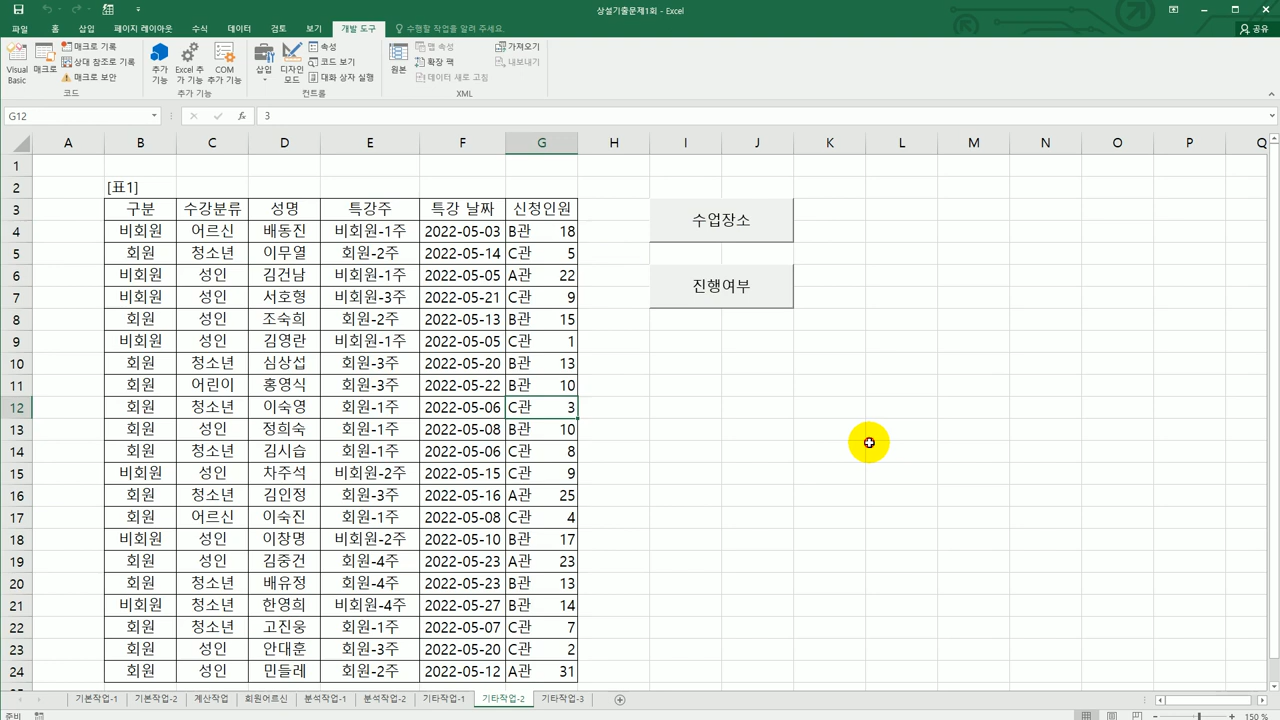 상설기출문제1회 - Excel
파일 홈 삽입 페이지 레이아웃 수식 데이터 검토 보기 개발 도구 수행할 작업을 알려 주세요. 공유
Visual Basic
매크로
매크로 기록
상대 참조로 기록
매크로 보안
코드
추가 기능
Excel 추가 기능
COM 추가 기능
추가 기능
삽입
디자인 모드
속성
코드 보기
대화 상자 실행
컨트롤
원본
맵 속성
확장 팩
데이터 새로 고침
가져오기
내보내기
XML
G12 fx 3
A B C D E F G H I J K L M N O P Q
1
2 [표1]
3 구분 수강분류 성명 특강주 특강 날짜 신청인원
4 비회원 어르신 배동진 비회원-1주 2022-05-03 B관 18
5 회원 청소년 이무열 회원-2주 2022-05-14 C관 5
6 비회원 성인 김건남 비회원-1주 2022-05-05 A관 22
7 비회원 성인 서호형 비회원-3주 2022-05-21 C관 9
8 회원 성인 조숙희 회원-2주 2022-05-13 B관 15
9 비회원 성인 김영란 비회원-1주 2022-05-05 C관 1
10 회원 청소년 심상섭 회원-3주 2022-05-20 B관 13
11 회원 어린이 홍영식 회원-3주 2022-05-22 B관 10
12 회원 청소년 이숙영 회원-1주 2022-05-06 C관 3
13 회원 성인 정희숙 회원-1주 2022-05-08 B관 10
14 회원 청소년 김시습 회원-1주 2022-05-06 C관 8
15 비회원 성인 차주석 비회원-2주 2022-05-15 C관 9
16 회원 청소년 김인정 회원-3주 2022-05-16 A관 25
17 회원 어르신 이숙진 회원-1주 2022-05-08 C관 4
18 비회원 성인 이창명 비회원-2주 2022-05-10 B관 17
19 회원 성인 김중건 회원-4주 2022-05-23 A관 23
20 회원 청소년 배유정 회원-4주 2022-05-23 B관 13
21 비회원 청소년 한영희 비회원-4주 2022-05-27 B관 14
22 회원 청소년 고진웅 회원-1주 2022-05-07 C관 7
23 회원 성인 안대훈 회원-3주 2022-05-20 C관 2
24 회원 성인 민들레 회원-2주 2022-05-12 A관 31
수업장소
진행여부
기본작업-1 기본작업-2 계산작업 회원어르신 분석작업-1 분석작업-2 기타작업-1 기타작업-2 기타작업-3
준비 150 %